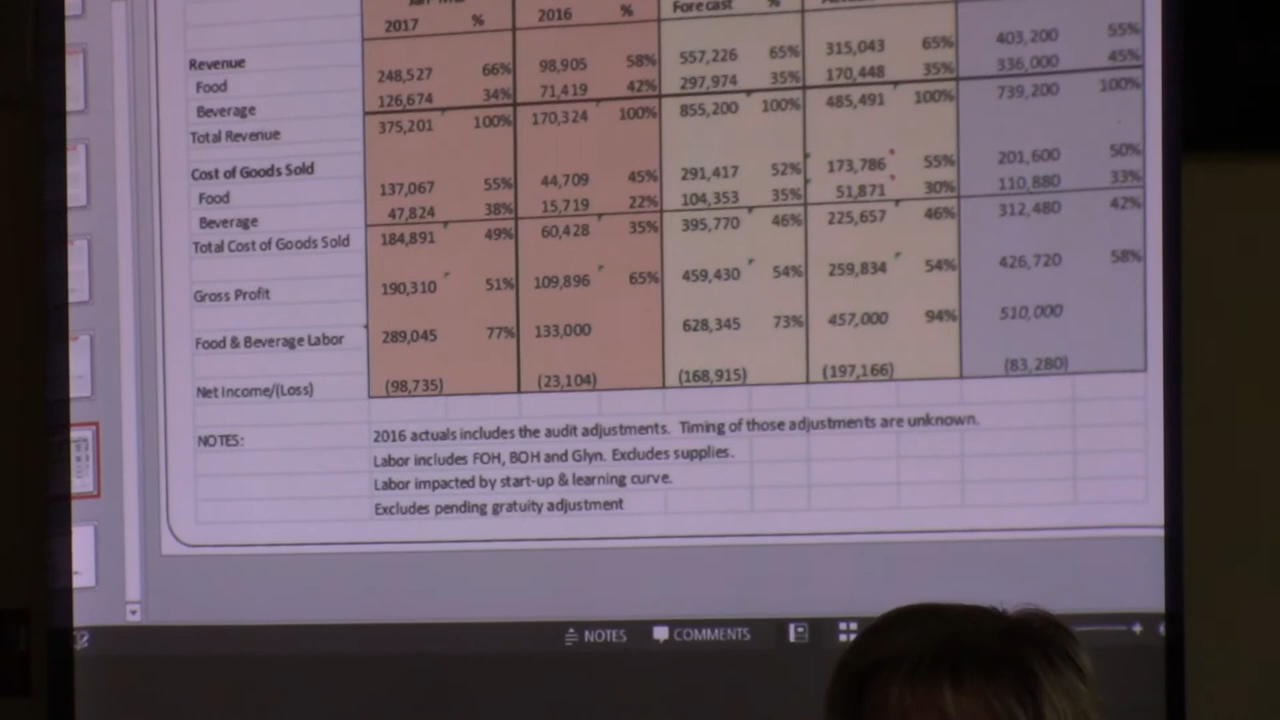 2017 % 2016 % Forecast %
Revenue
Food 248,527 66% 98,905 58% 557,226 65% 315,043 65% 403,200 55%
Beverage 126,674 34% 71,419 42% 297,974 35% 170,448 35% 336,000 45%
Total Revenue 375,201 100% 170,324 100% 855,200 100% 485,491 100% 739,200 100%
Cost of Goods Sold
Food 137,067 55% 44,709 45% 291,417 52% 173,786 55% 201,600 50%
Beverage 47,824 38% 15,719 22% 104,353 35% 51,871 30% 110,880 33%
Total Cost of Goods Sold 184,891 49% 60,428 35% 395,770 46% 225,657 46% 312,480 42%
Gross Profit 190,310 51% 109,896 65% 459,430 54% 259,834 54% 426,720 58%
Food & Beverage Labor 289,045 77% 133,000 628,345 73% 457,000 94% 510,000
Net Income/(Loss) (98,735) (23,104) (168,915) (197,166) (83,280)
NOTES: 2016 actuals includes the audit adjustments. Timing of those adjustments are unknown.
Labor includes FOH, BOH and Glyn. Excludes supplies.
Labor impacted by start-up & learning curve.
Excludes pending gratuity adjustment
NOTES COMMENTS